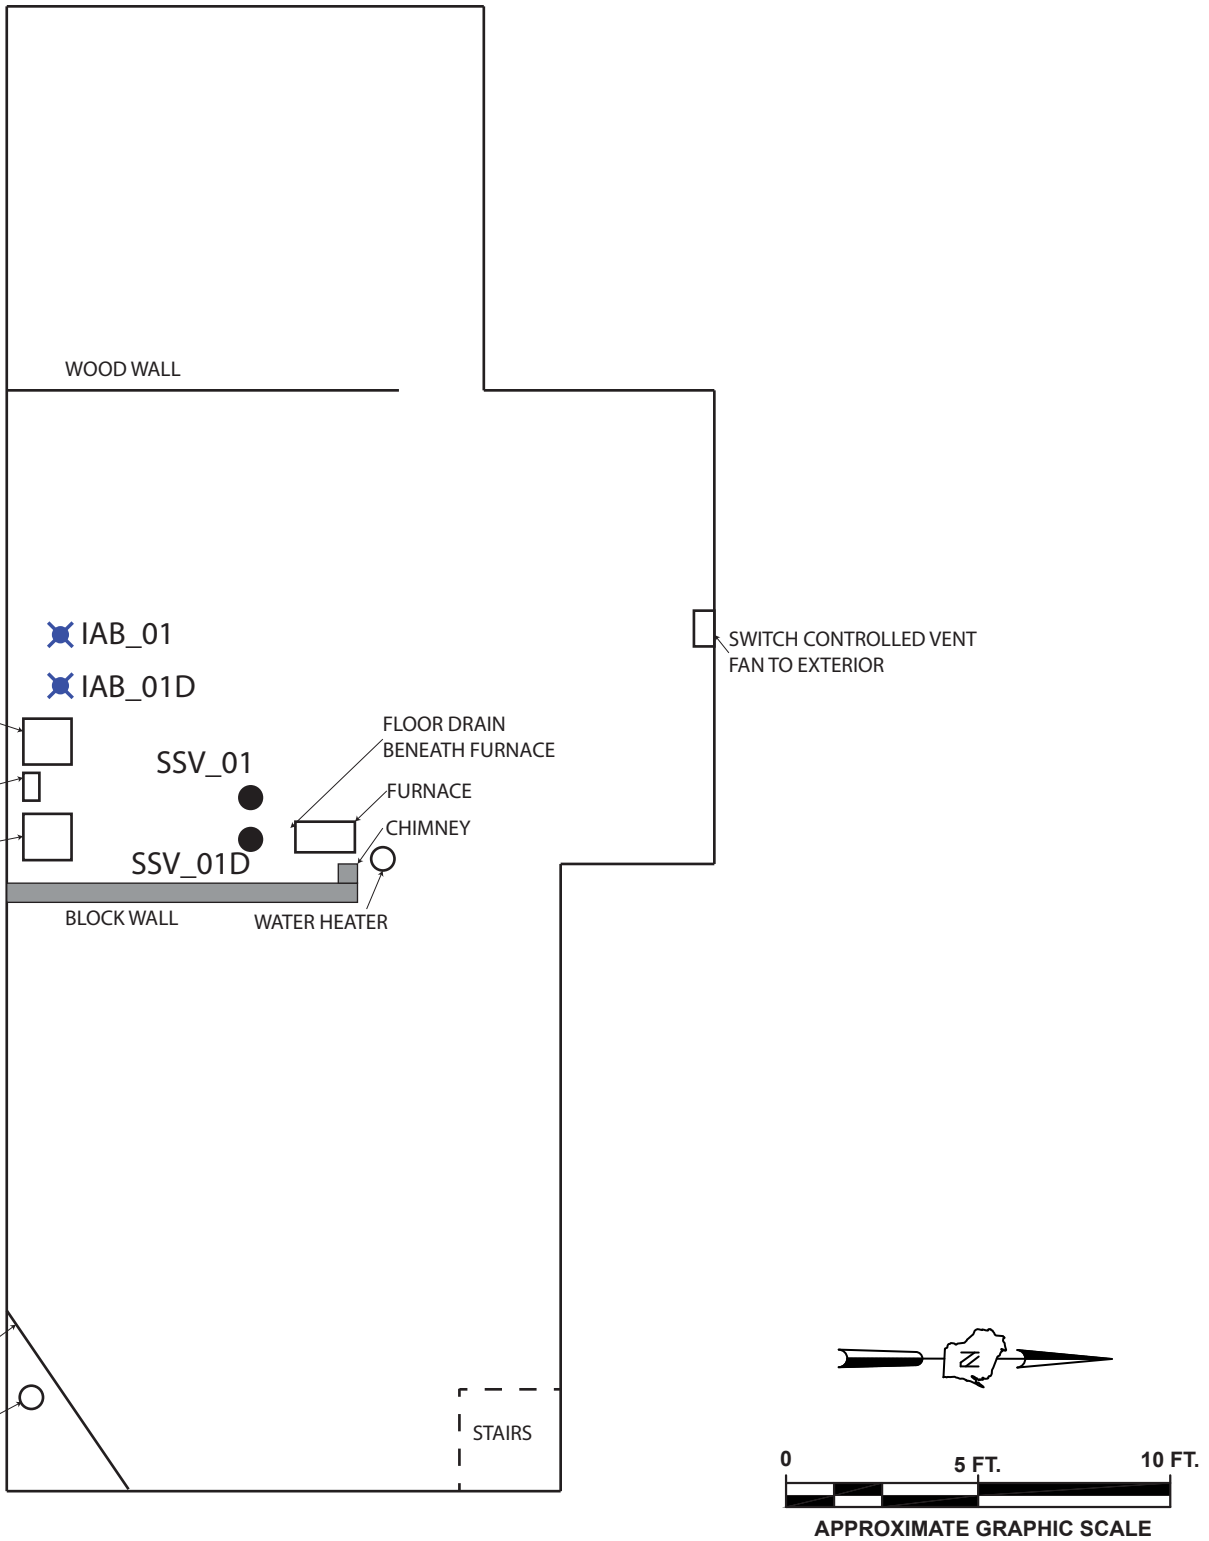 WOOD WALL
IAB_01
IAB_01D
SWITCH CONTROLLED VENT
FAN TO EXTERIOR
FLOOR DRAIN
BENEATH FURNACE
SSV_01
FURNACE
CHIMNEY
SSV_01D
BLOCK WALL
WATER HEATER
STAIRS
N
0
5 FT.
10 FT.
APPROXIMATE GRAPHIC SCALE